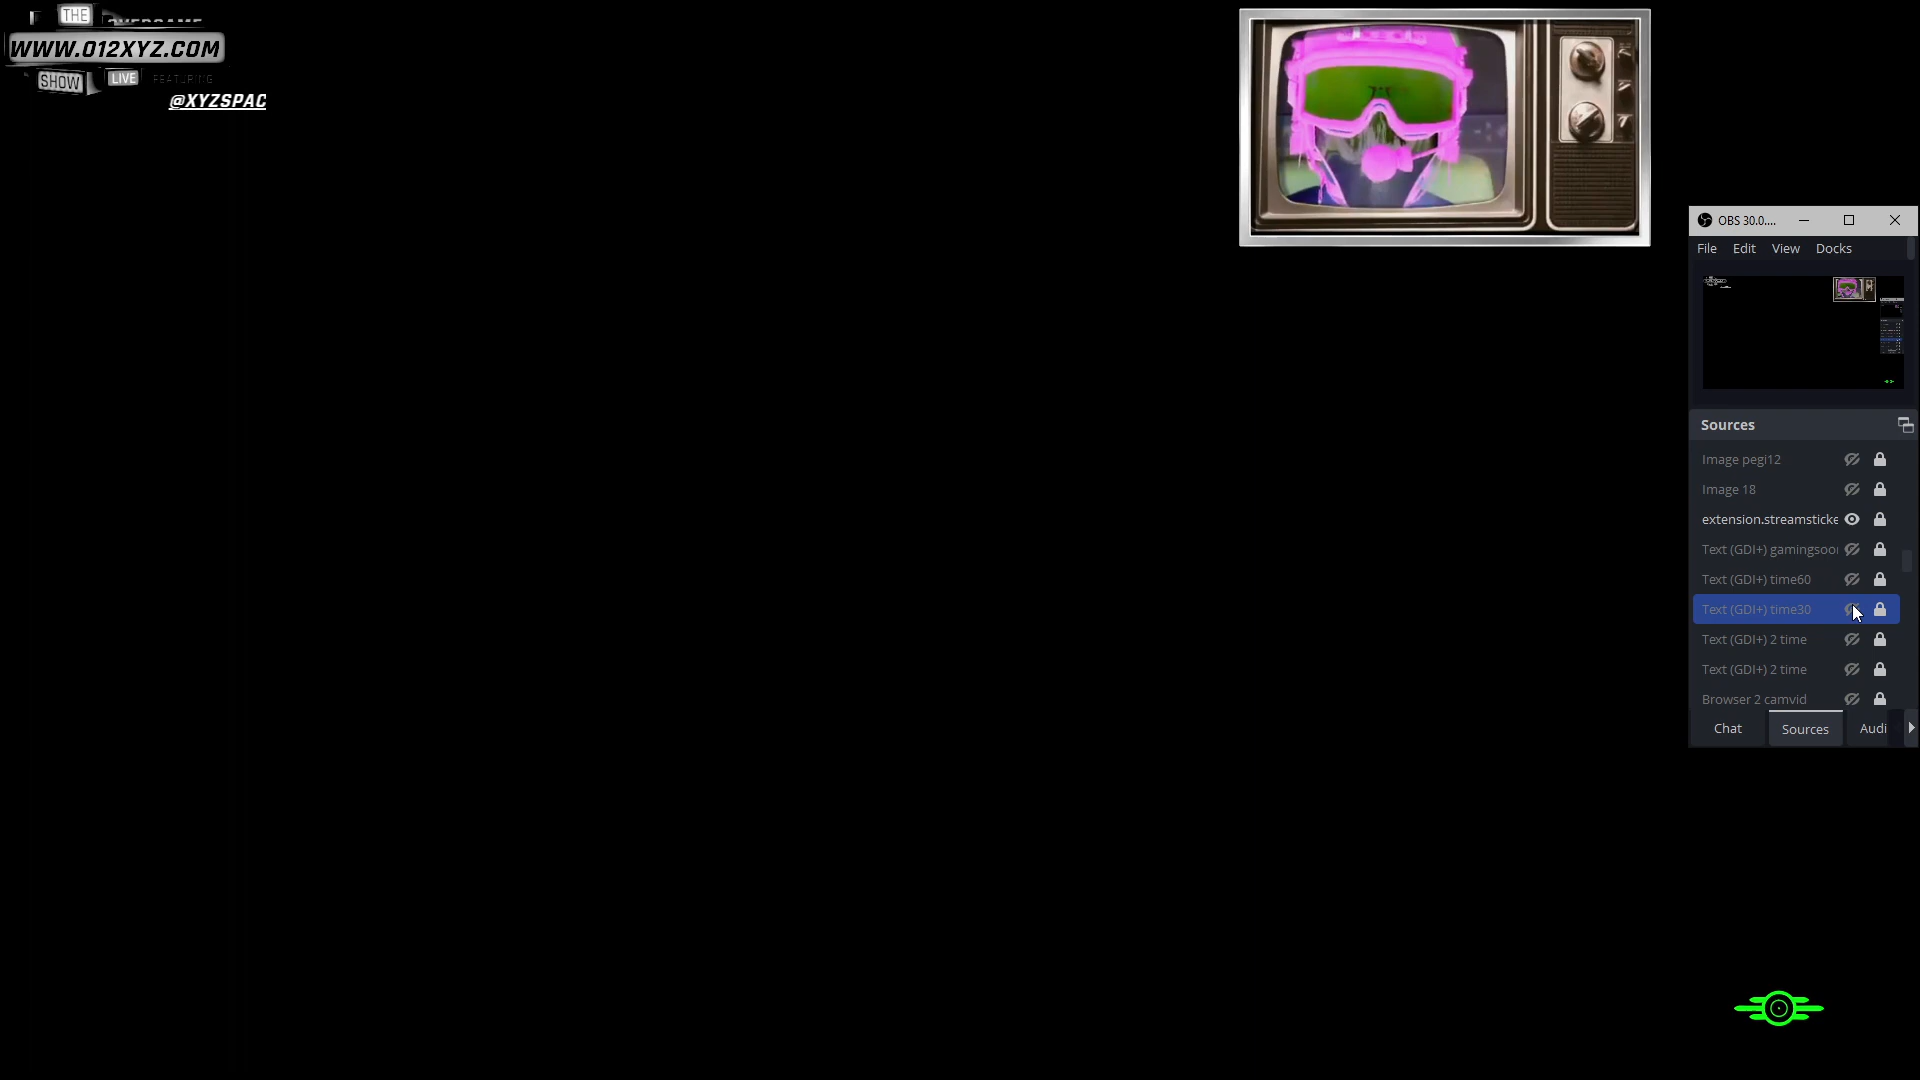 THE
WWW.012XYZ.COM
SHOW LIVE FEATURING
@XYZSPAC
OBS 30.0....
File Edit View Docks
Sources
Image pegi12
Image 18
extension.streamsticke
Text (GDI+) gamingsoon
Text (GDI+) time60
Text (GDI+) time30
Text (GDI+) 2 time
Text (GDI+) 2 time
Browser 2 camvid
Chat Sources Audi